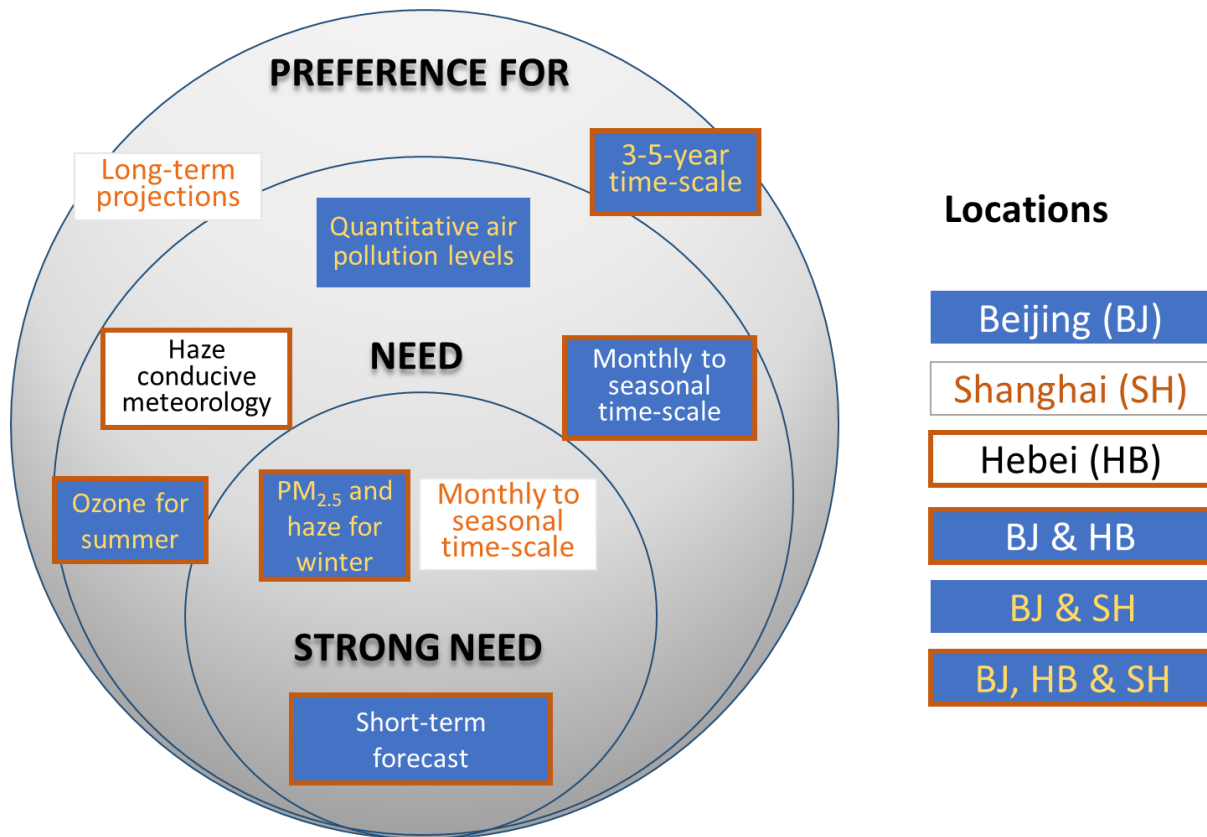 PREFERENCE FOR
Long-term
projections
3-5-year
time-scale
Quantitative air
pollution levels
Haze
conducive
meteorology
NEED
Monthly to
seasonal
time-scale
Ozone for
summer
PM2.5 and
haze for
winter
Monthly to
seasonal
time-scale
STRONG NEED
Short-term
forecast
Locations
Beijing (BJ)
Shanghai (SH)
Hebei (HB)
BJ & HB
BJ & SH
BJ, HB & SH